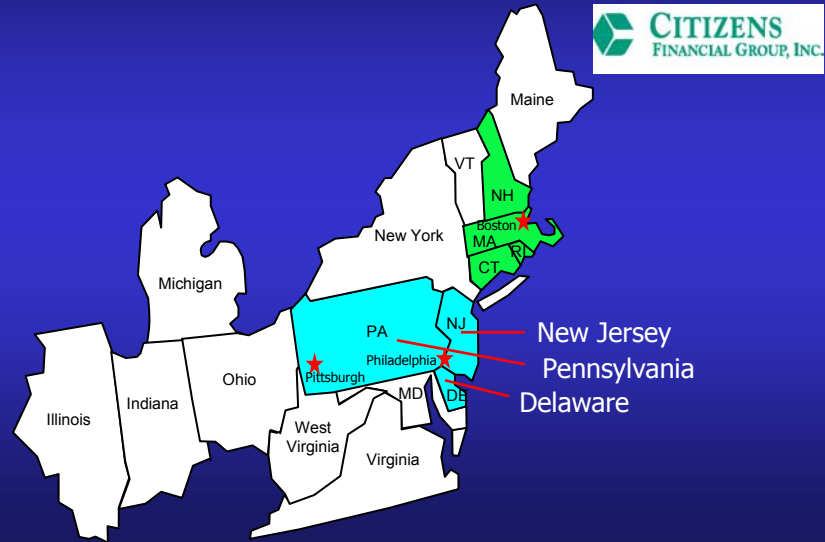 CITIZENS
FINANCIAL GROUP, INC.
Maine
VT
NH
Boston
New York
MA
RI
CT
Michigan
NJ
New Jersey
PA
Philadelphia
Pennsylvania
Pittsburgh
Ohio
DE
Delaware
MD
Indiana
Illinois
West
Virginia
Virginia